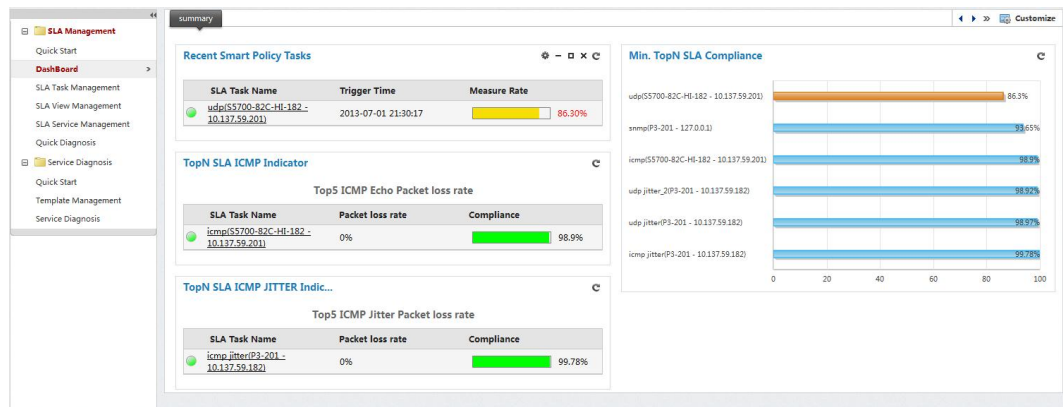 SLA Management
Quick Start
DashBoard
SLA Task Management
SLA View Management
SLA Service Management
Quick Diagnosis
Service Diagnosis
Quick Start
Template Management
Service Diagnosis
summary
Customize
Recent Smart Policy Tasks
SLA Task Name Trigger Time Measure Rate
udp(S5700-82C-HI-182 -
10.137.59.201)
2013-07-01 21:30:17 86.30%
TopN SLA ICMP Indicator
Top5 ICMP Echo Packet loss rate
SLA Task Name Packet loss rate Compliance
icmp(S5700-82C-HI-182 -
10.137.59.201)
0% 98.9%
TopN SLA ICMP JITTER Indic...
Top5 ICMP Jitter Packet loss rate
SLA Task Name Packet loss rate Compliance
icmp jitter(P3-201 -
10.137.59.182)
0% 99.78%
Min. TopN SLA Compliance
udp(S5700-82C-HI-182 - 10.137.59.201) 86.3%
snmp(P3-201 - 127.0.0.1) 93.65%
icmp(S5700-82C-HI-182 - 10.137.59.201) 98.9%
udp jitter_2(P3-201 - 10.137.59.182) 98.92%
udp jitter(P3-201 - 10.137.59.182) 98.97%
icmp jitter(P3-201 - 10.137.59.182) 99.78%
0 20 40 60 80 100